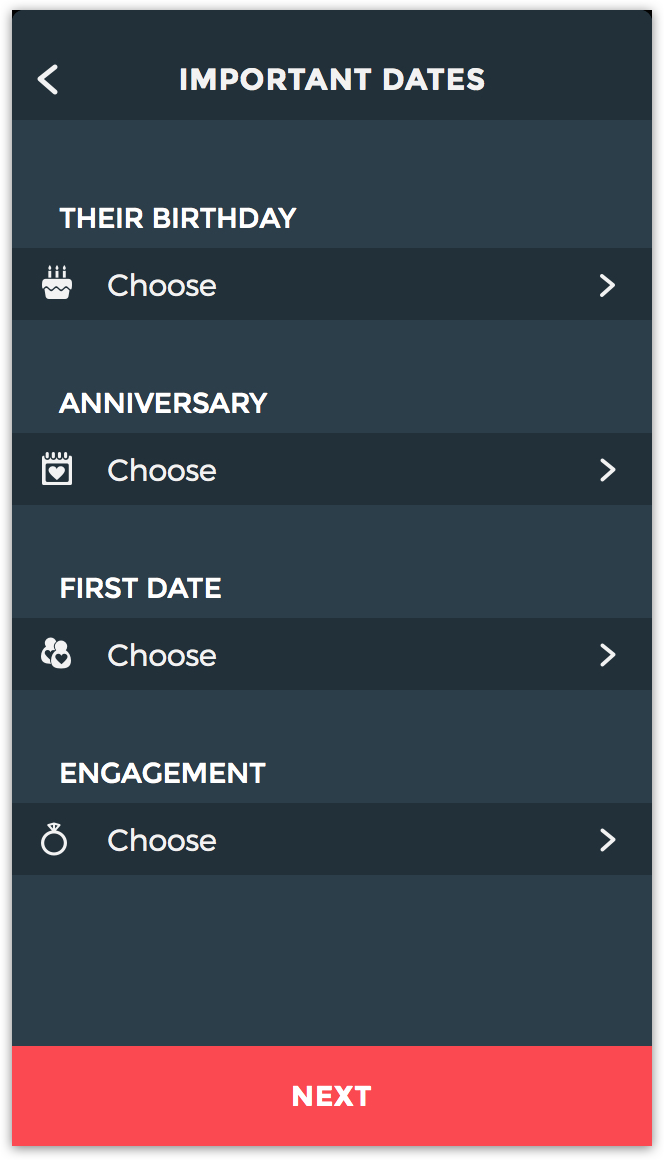 IMPORTANT DATES
THEIR BIRTHDAY
Choose
ANNIVERSARY
Choose
FIRST DATE
Choose
ENGAGEMENT
Choose
NEXT